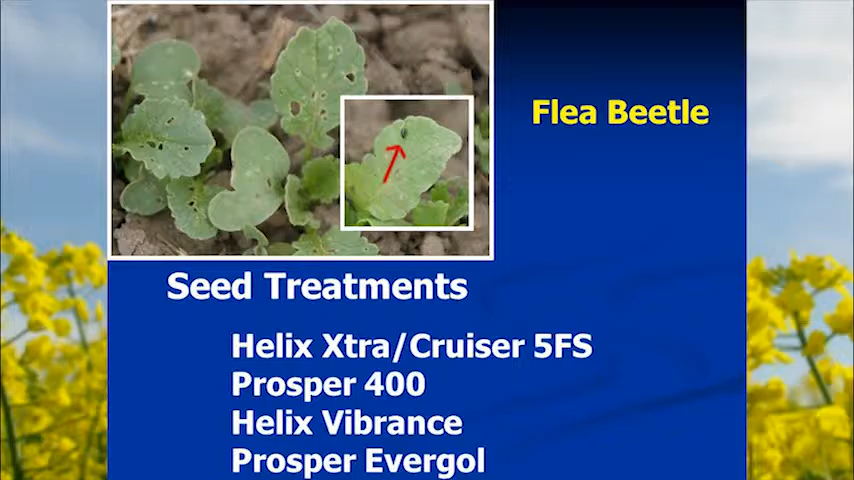 Flea Beetle
Seed Treatments
Helix Xtra/Cruiser 5FS
Prosper 400
Helix Vibrance
Prosper Evergol